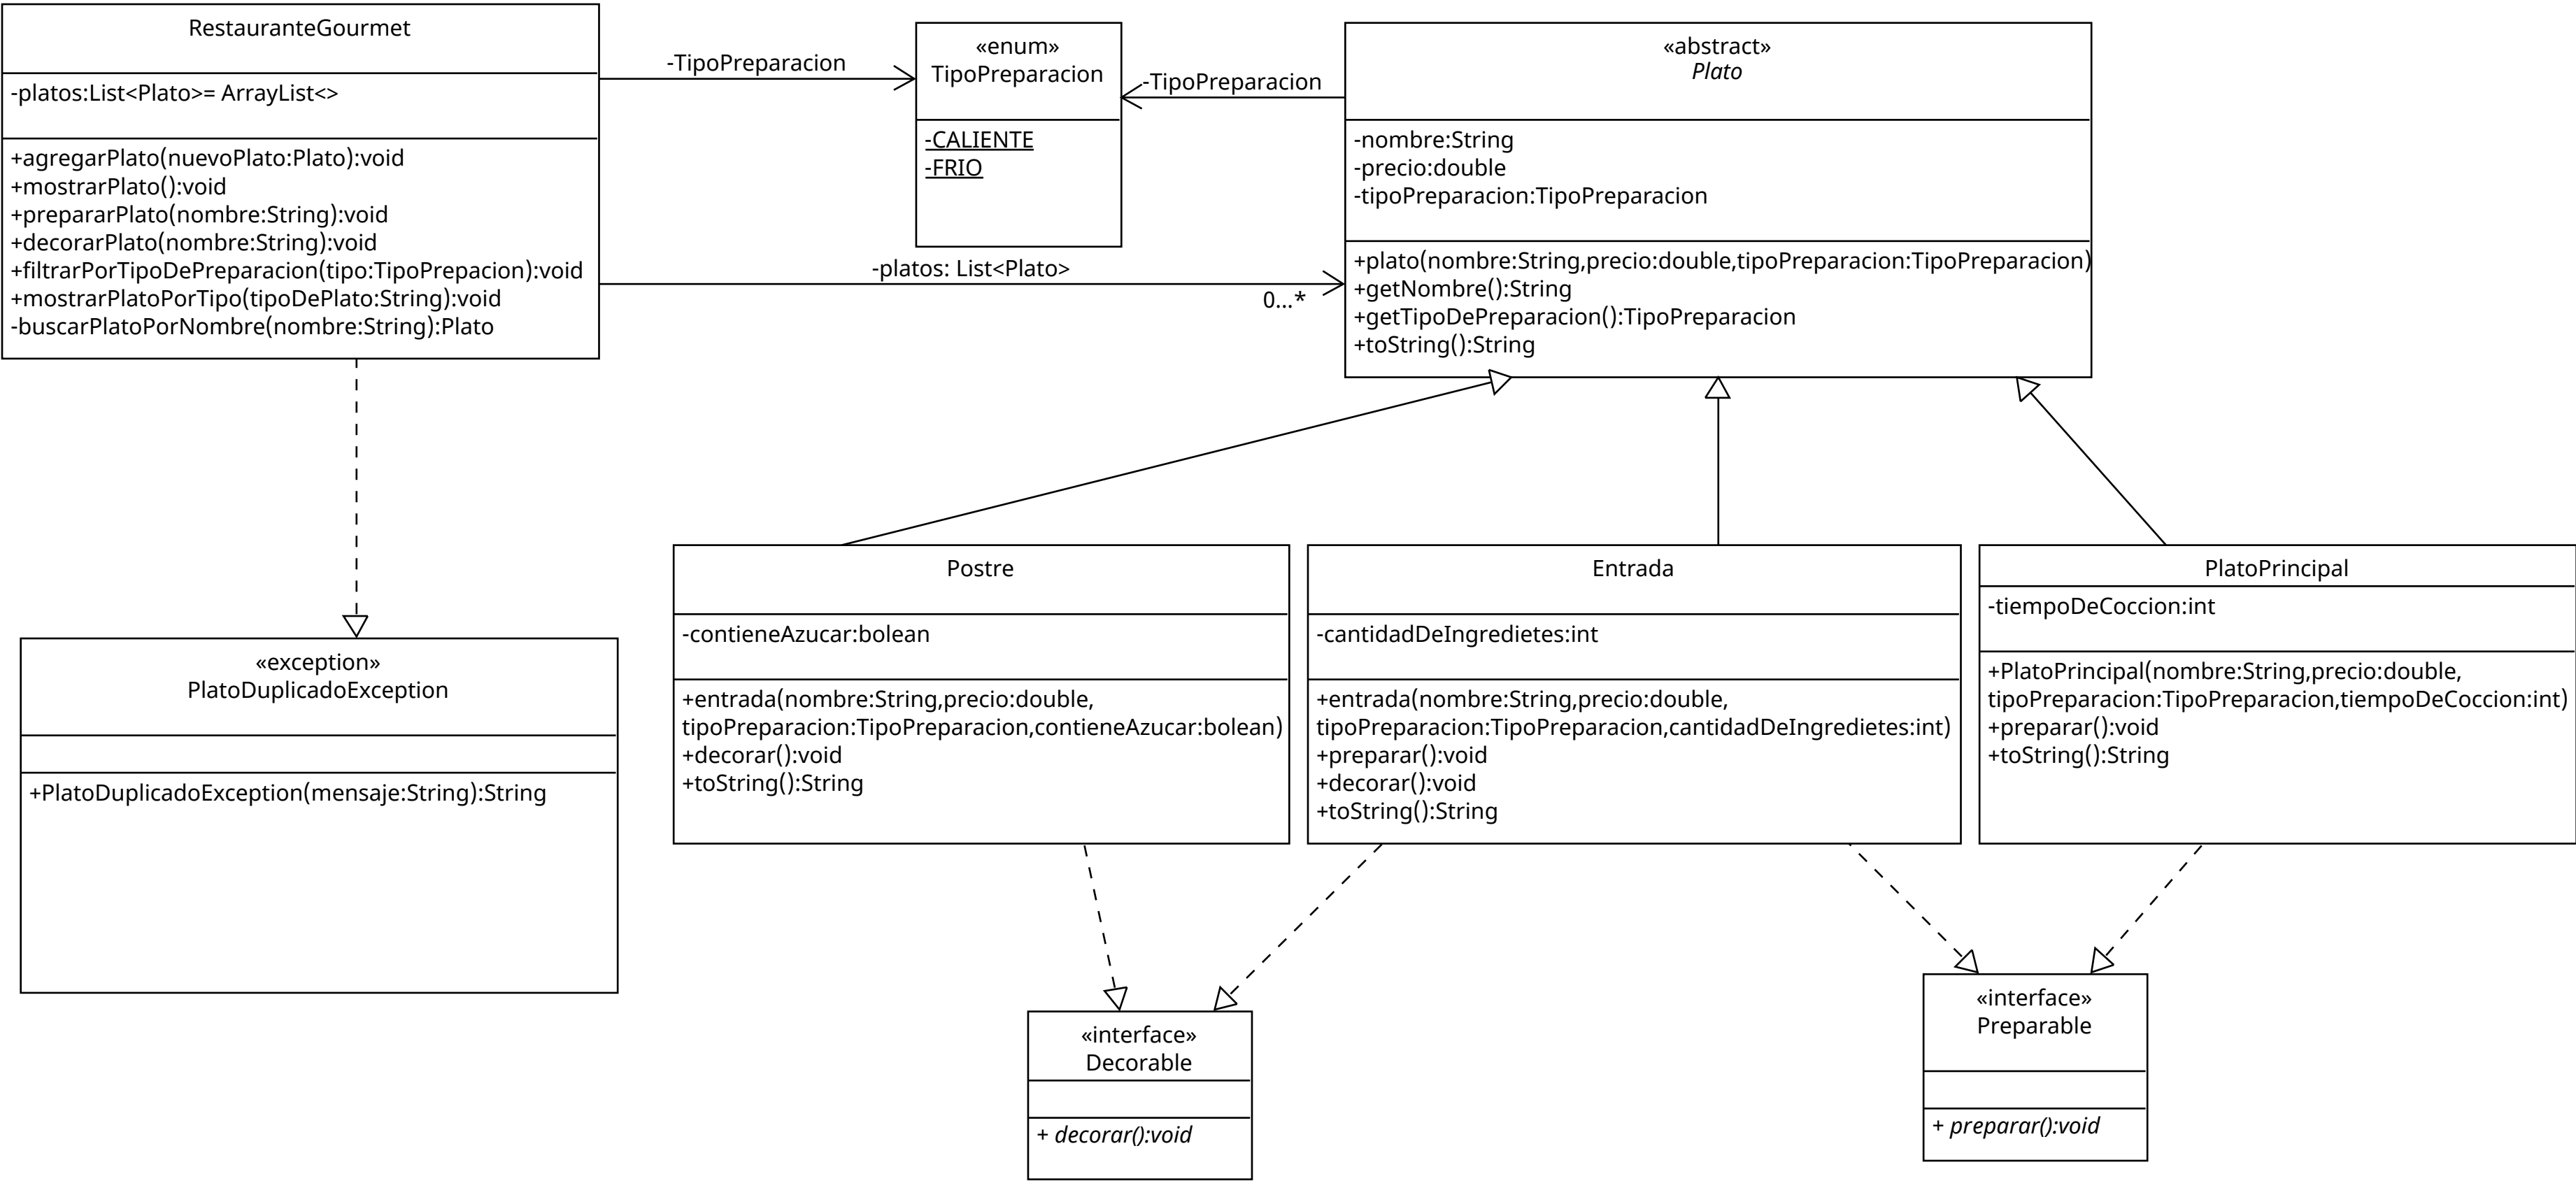 RestauranteGourmet
-platos:List<Plato>= ArrayList<>
+agregarPlato(nuevoPlato:Plato):void
+mostrarPlato():void
+prepararPlato(nombre:String):void
+decorarPlato(nombre:String):void
+filtrarPorTipoDePreparacion(tipo:TipoPrepacion):void
+mostrarPlatoPorTipo(tipoDePlato:String):void
-buscarPlatoPorNombre(nombre:String):Plato
-TipoPreparacion
«enum»
TipoPreparacion
-CALIENTE
-FRIO
-TipoPreparacion
«abstract»
Plato
-nombre:String
-precio:double
-tipoPreparacion:TipoPreparacion
+plato(nombre:String,precio:double,tipoPreparacion:TipoPreparacion)
+getNombre():String
+getTipoDePreparacion():TipoPreparacion
+toString():String
-platos: List<Plato>
0...*
«exception»
PlatoDuplicadoException
+PlatoDuplicadoException(mensaje:String):String
Postre
-contieneAzucar:bolean
+entrada(nombre:String,precio:double,
tipoPreparacion:TipoPreparacion,contieneAzucar:bolean)
+decorar():void
+toString():String
Entrada
-cantidadDeIngredietes:int
+entrada(nombre:String,precio:double,
tipoPreparacion:TipoPreparacion,cantidadDeIngredietes:int)
+preparar():void
+decorar():void
+toString():String
PlatoPrincipal
-tiempoDeCoccion:int
+PlatoPrincipal(nombre:String,precio:double,
tipoPreparacion:TipoPreparacion,tiempoDeCoccion:int)
+preparar():void
+toString():String
«interface»
Decorable
+ decorar():void
«interface»
Preparable
+ preparar():void